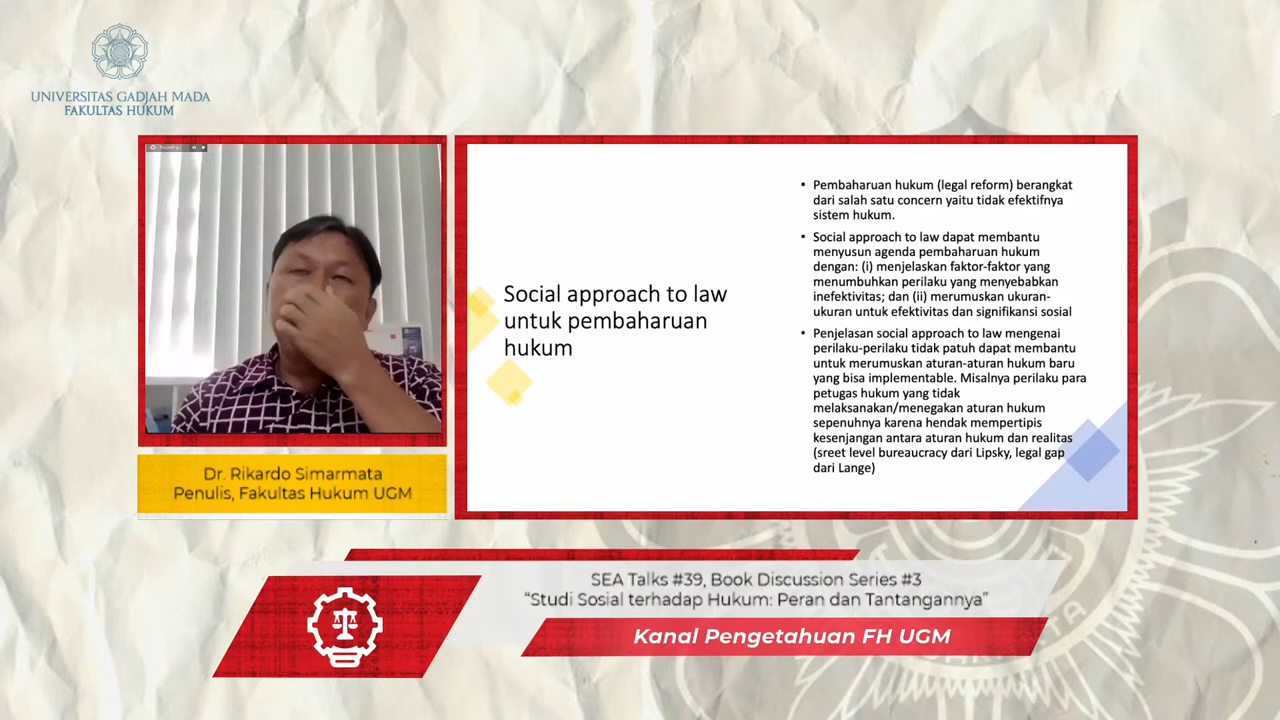 UNIVERSITAS GADJAH MADA
FAKULTAS HUKUM
Dr. Rikardo Simarmata
Penulis, Fakultas Hukum UGM
Social approach to law
untuk pembaharuan
hukum
• Pembaharuan hukum (legal reform) berangkat
dari salah satu concern yaitu tidak efektifnya
sistem hukum.
• Social approach to law dapat membantu
menyusun agenda pembaharuan hukum
dengan: (i) menjelaskan faktor-faktor yang
menumbuhkan perilaku yang menyebabkan
inefektivitas; dan (ii) merumuskan ukuran-
ukuran untuk efektivitas dan signifikansi sosial
• Penjelasan social approach to law mengenai
perilaku-perilaku tidak patuh dapat membantu
untuk merumuskan aturan-aturan hukum baru
yang bisa implementable. Misalnya perilaku para
petugas hukum yang tidak
melaksanakan/menegakan aturan hukum
sepenuhnya karena hendak mempertipis
kesenjangan antara aturan hukum dan realitas
(sreet level bureaucracy dari Lipsky, legal gap
dari Lange)
SEA Talks #39, Book Discussion Series #3
“Studi Sosial terhadap Hukum: Peran dan Tantangannya”
Kanal Pengetahuan FH UGM